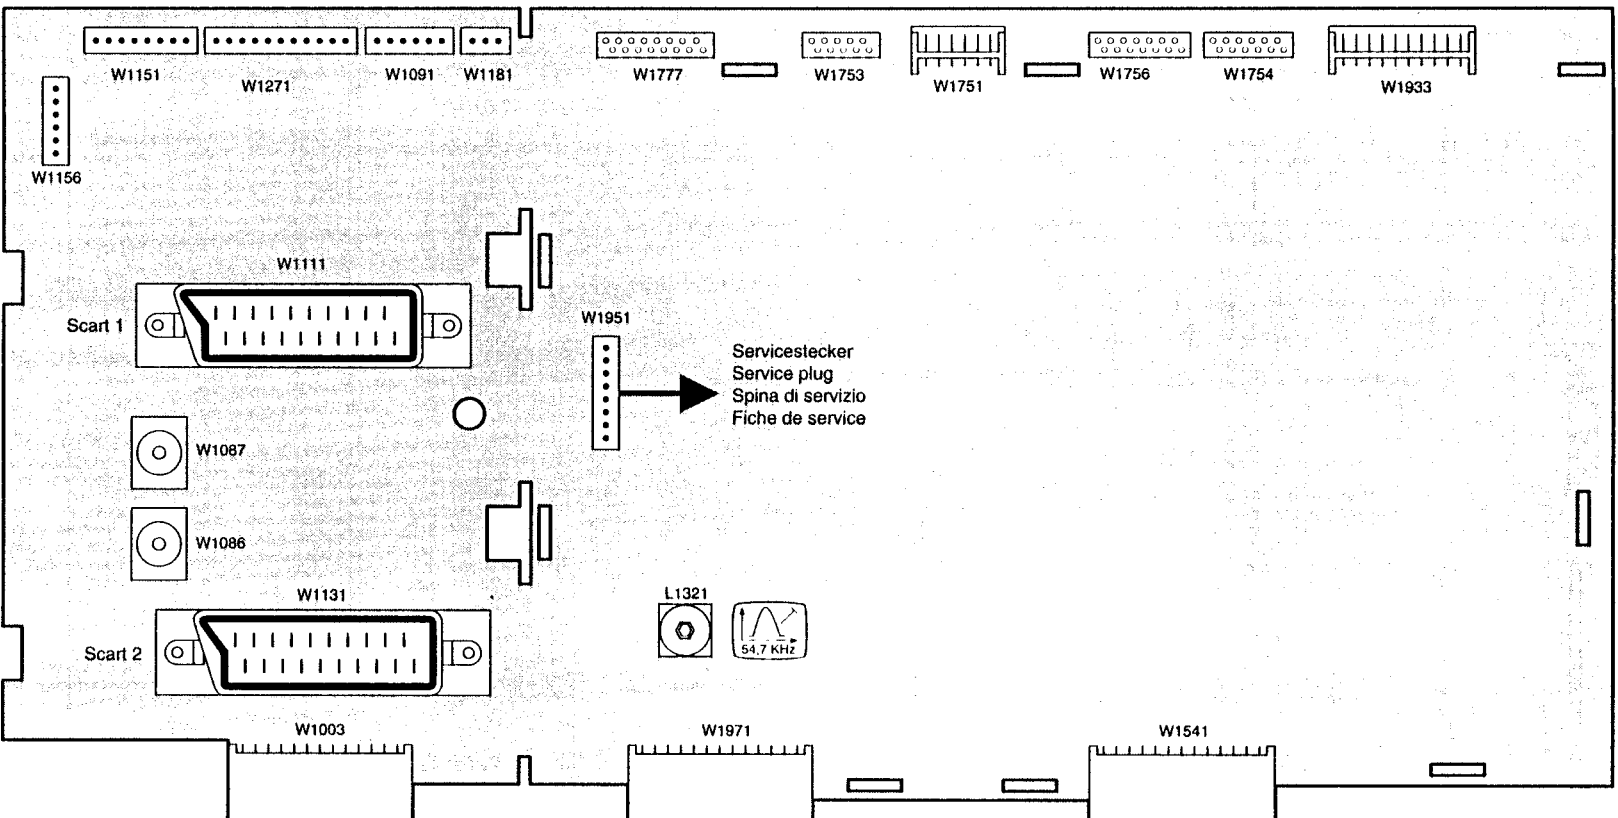 W1151
W1271
W1091
W1181
W1777
W1753
W1751
W1756
W1754
W1933
W1156
W1111
Scart 1
W1951
Servicestecker
Service plug
Spina di servizio
Fiche de service
W1087
W1086
W1131
L1321
54,7 KHz
Scart 2
W1003
W1971
W1541